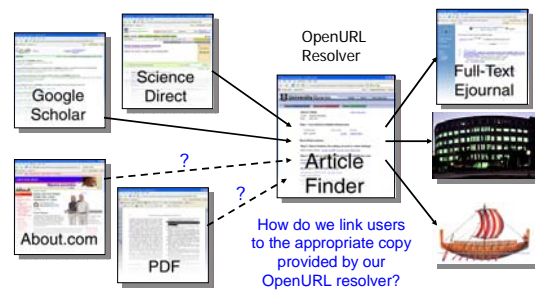 OpenURL
Resolver
Science
Direct
Full-Text
Ejournal
Google
Scholar
?
Article
Finder
?
About.com
PDF
How do we link users
to the appropriate copy
provided by our
OpenURL resolver?